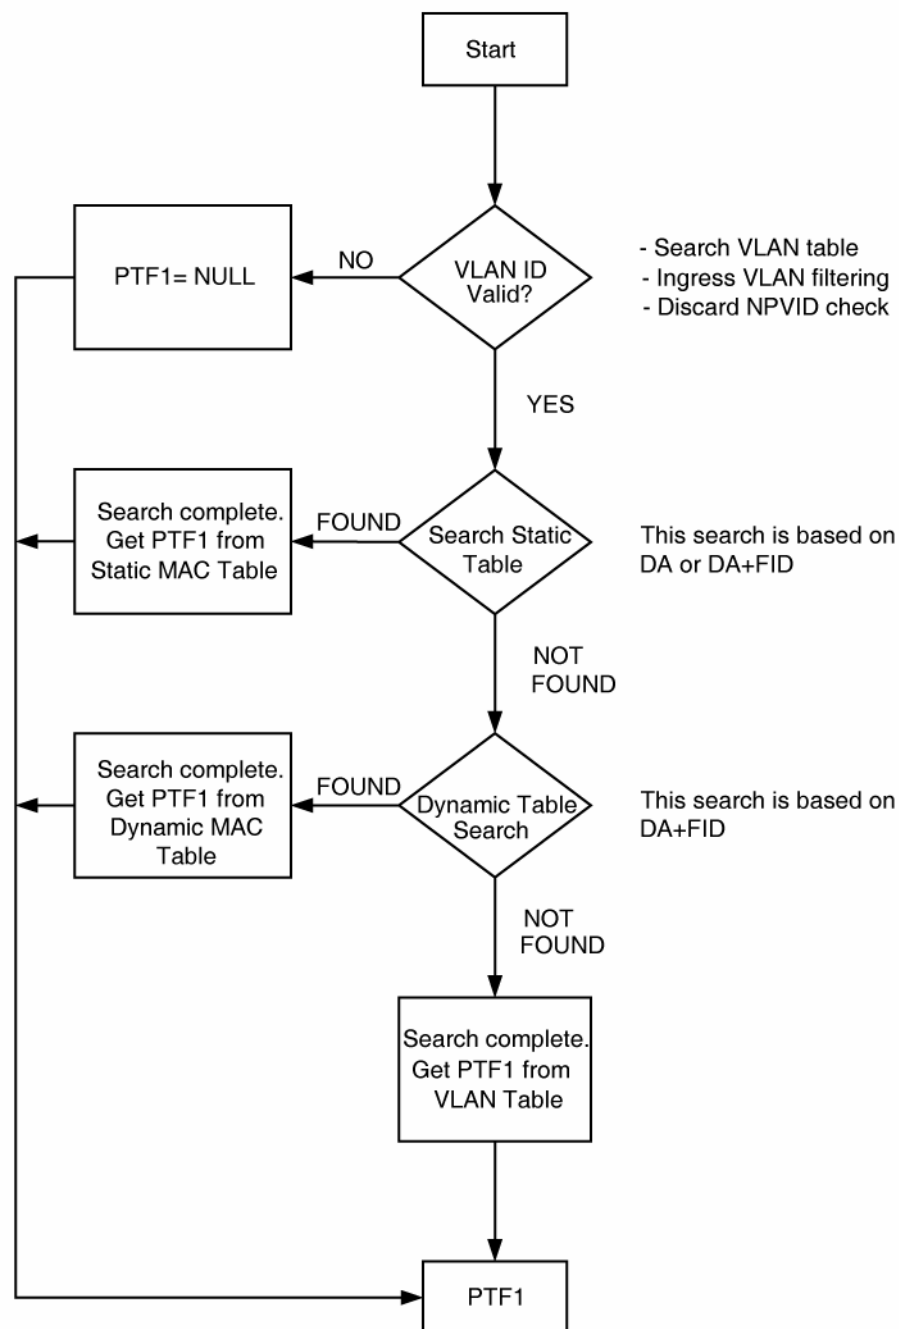 Start
PTF1= NULL
NO
VLAN ID
Valid?
- Search VLAN table
- Ingress VLAN filtering
- Discard NPVID check
YES
Search complete.
Get PTF1 from
Static MAC Table
FOUND
Search Static
Table
This search is based on
DA or DA+FID
NOT
FOUND
Search complete.
Get PTF1 from
Dynamic MAC
Table
FOUND
Dynamic Table
Search
This search is based on
DA+FID
NOT
FOUND
Search complete.
Get PTF1 from
VLAN Table
PTF1